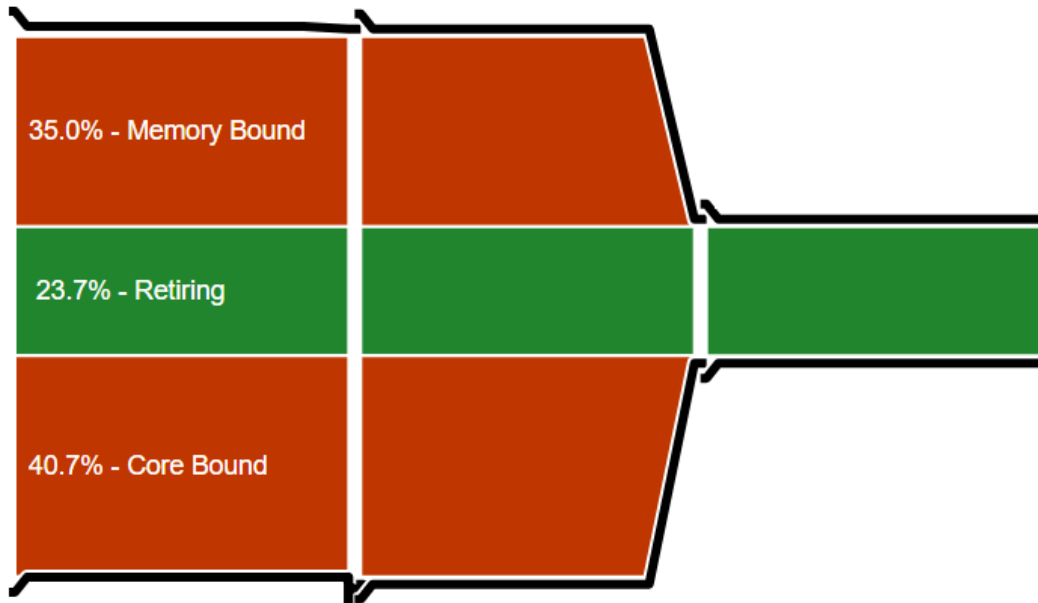 35.0% - Memory Bound
23.7% - Retiring
40.7% - Core Bound